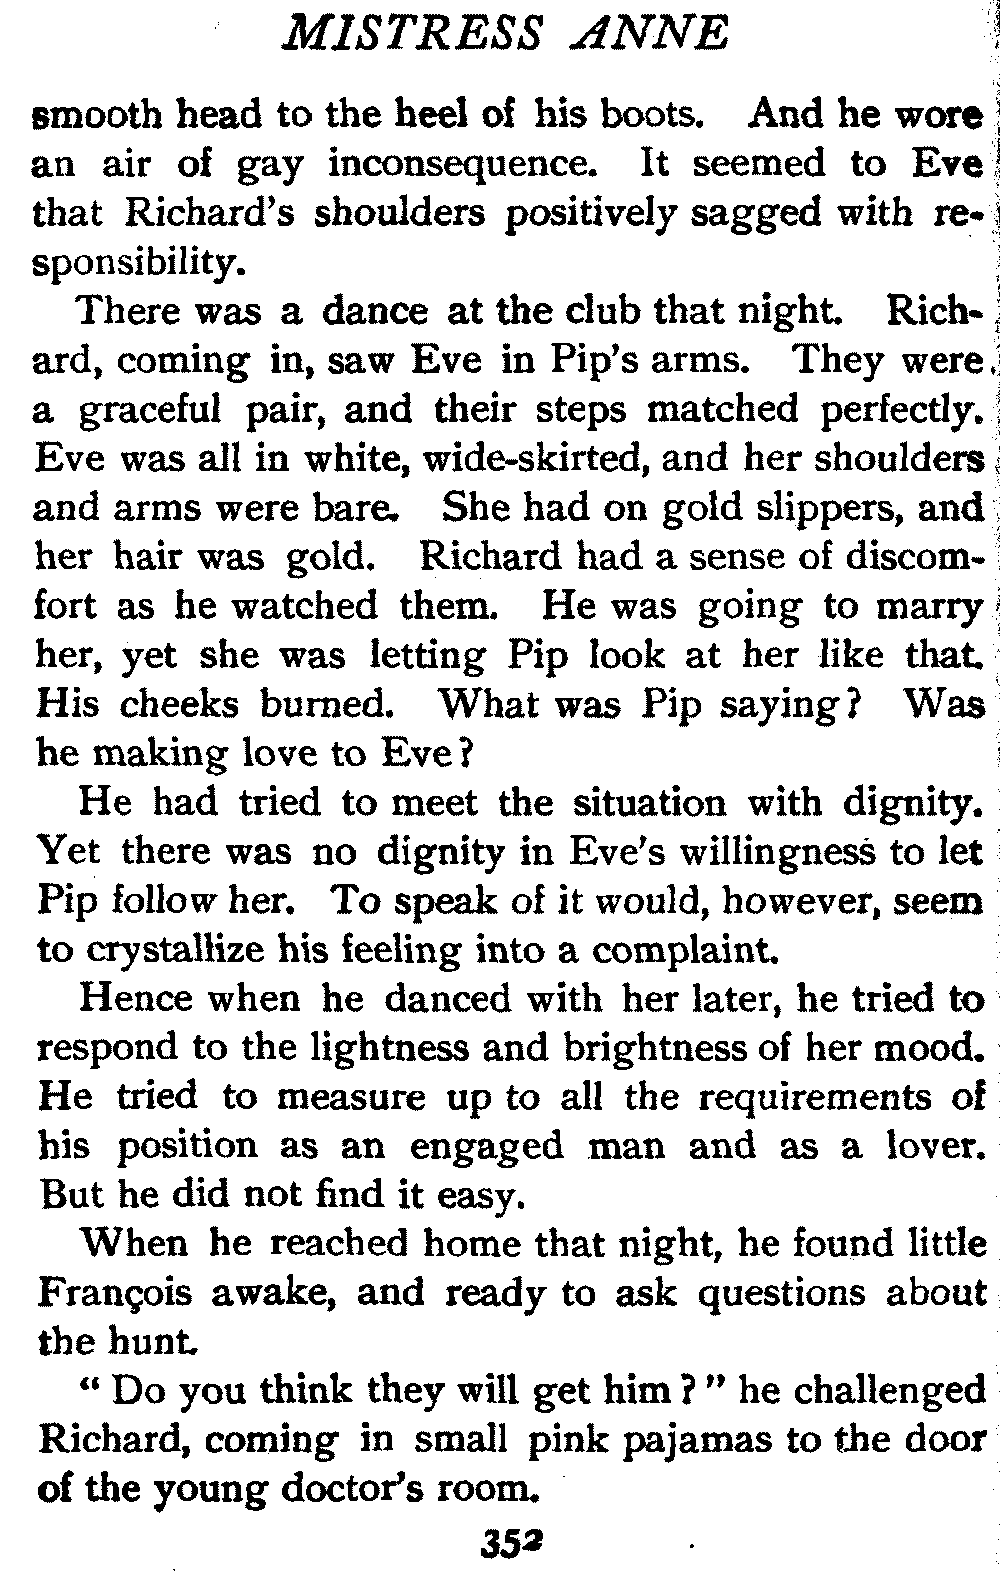 MISTRESS ANNE
smooth head to the heel of his boots. And he wore
an air of gay inconsequence. It seemed to Eve
that Richard's shoulders positively sagged with re-
sponsibility.
There was a dance at the club that night. Rich-
ard, coming in, saw Eve in Pip's arms. They were
a graceful pair, and their steps matched perfectly.
Eve was all in white, wide-skirted, and her shoulders
and arms were bare. She had on gold slippers, and
her hair was gold. Richard had a sense of discom-
fort as he watched them. He was going to marry
her, yet she was letting Pip look at her like that.
His cheeks burned. What was Pip saying? Was
he making love to Eve?
He had tried to meet the situation with dignity.
Yet there was no dignity in Eve's willingness to let
Pip follow her. To speak of it would, however, seem
to crystallize his feeling into a complaint.
Hence when he danced with her later, he tried to
respond to the lightness and brightness of her mood.
He tried to measure up to all the requirements of
his position as an engaged man and as a lover.
But he did not find it easy.
When he reached home that night, he found little
François awake, and ready to ask questions about
the hunt.
" Do you think they will get him ? " he challenged
Richard, coming in small pink pajamas to the door
of the young doctor's room.
352